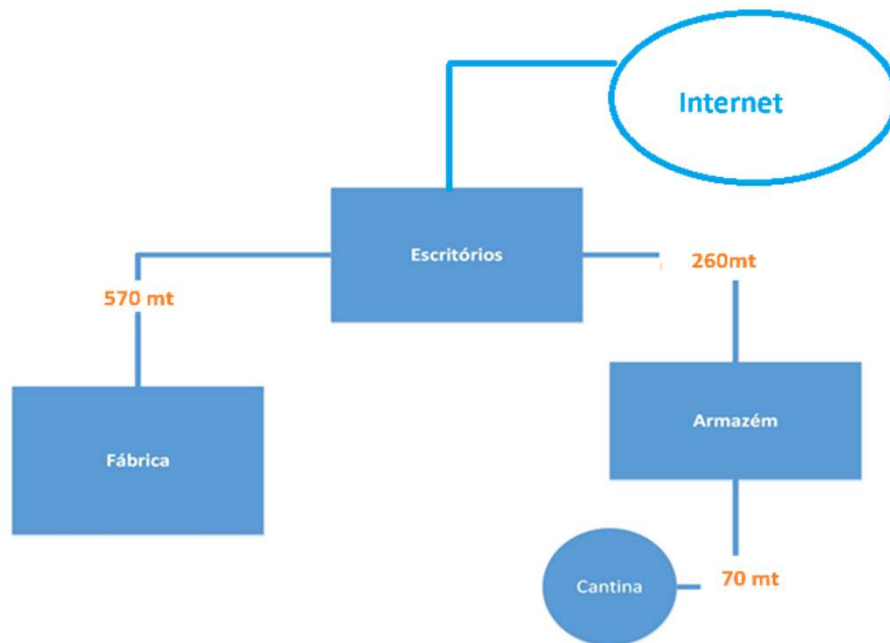 Internet
Escritórios
260mt
570 mt
Armazém
Fábrica
70 mt
Cantina